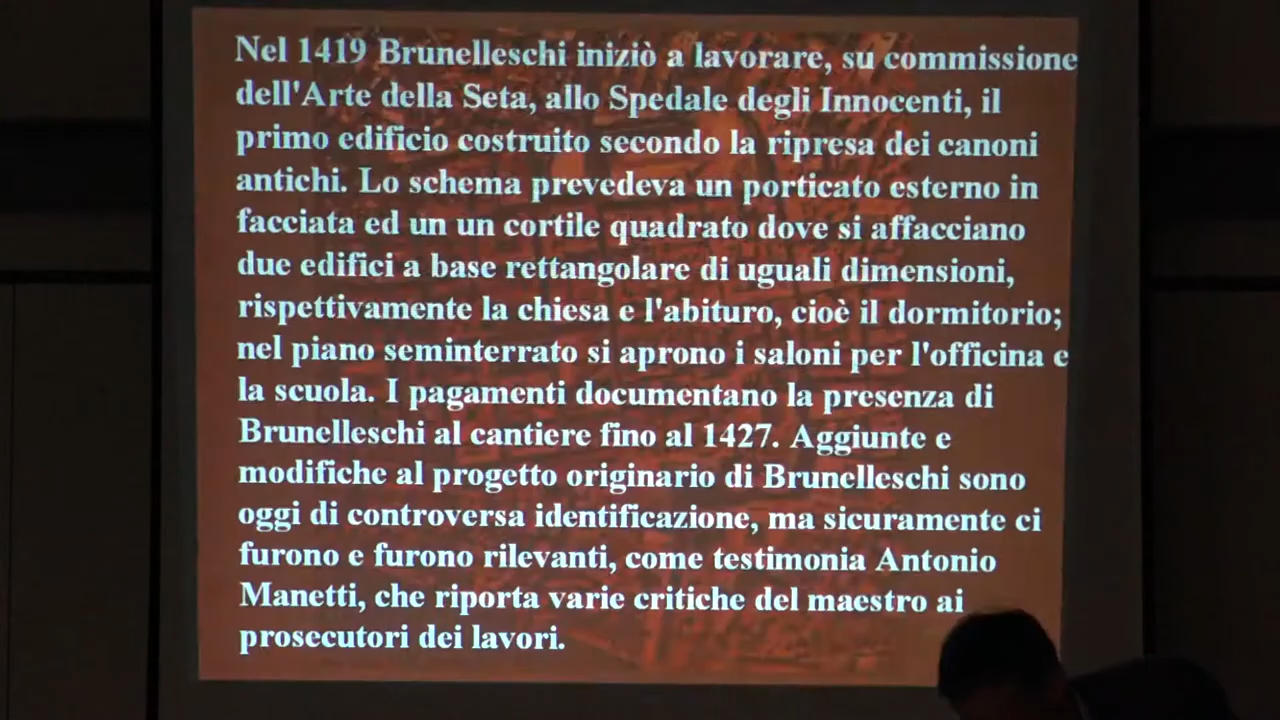 Nel 1419 Brunelleschi iniziò a lavorare, su commissione
dell'Arte della Seta, allo Spedale degli Innocenti, il
primo edificio costruito secondo la ripresa dei canoni
antichi. Lo schema prevedeva un porticato esterno in
facciata ed un un cortile quadrato dove si affacciano
due edifici a base rettangolare di uguali dimensioni,
rispettivamente la chiesa e l'abituro, cioè il dormitorio;
nel piano seminterrato si aprono i saloni per l'officina e
la scuola. I pagamenti documentano la presenza di
Brunelleschi al cantiere fino al 1427. Aggiunte e
modifiche al progetto originario di Brunelleschi sono
oggi di controversa identificazione, ma sicuramente ci
furono e furono rilevanti, come testimonia Antonio
Manetti, che riporta varie critiche del maestro ai
prosecutori dei lavori.